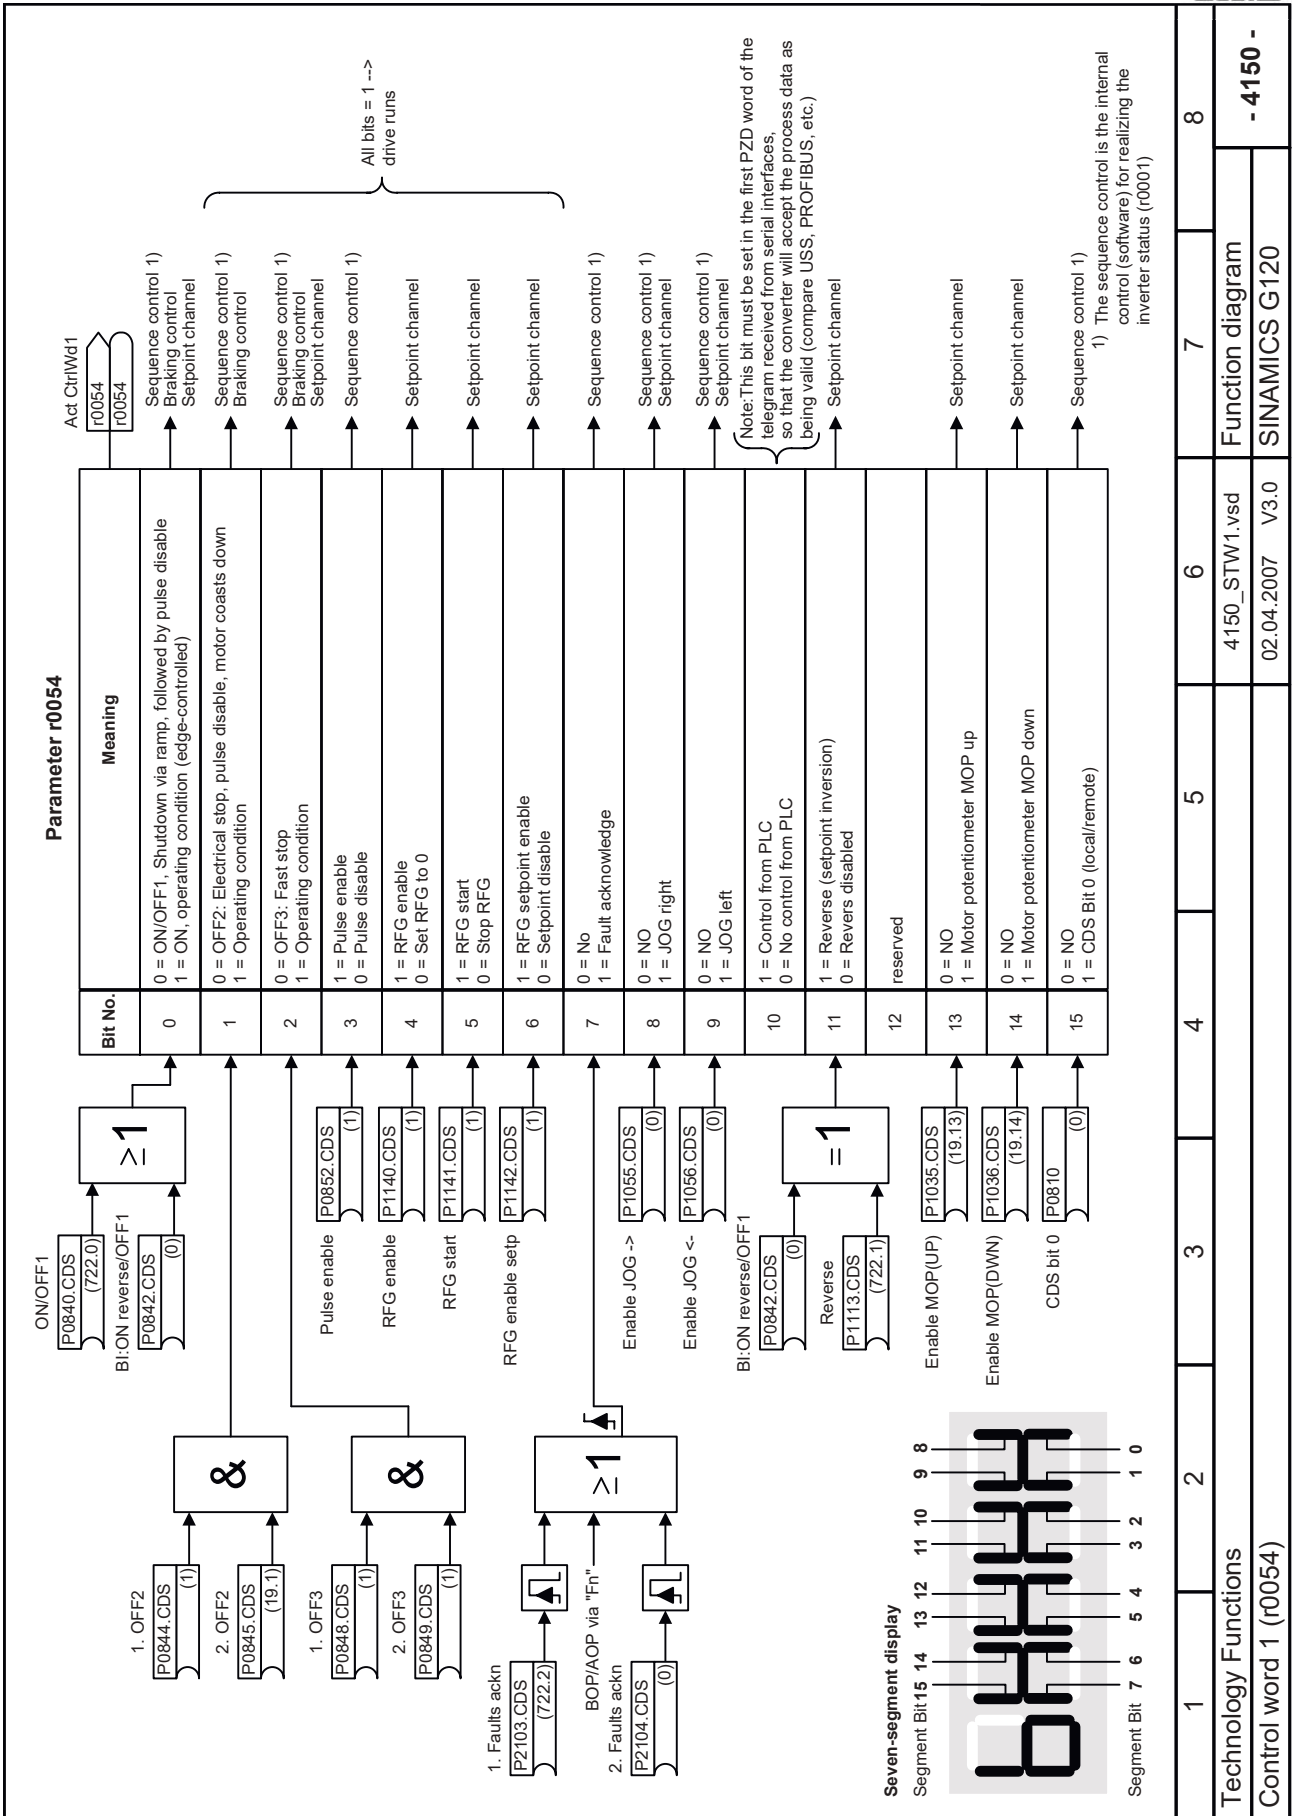 Parameter r0054
Act CtrlWd1
r0054
r0054
Bit No.
Meaning
ON/OFF1
P0840.CDS
(722.0)
BI:ON reverse/OFF1
P0842.CDS
(0)
≥1
0
0 = ON/OFF1, Shutdown via ramp, followed by pulse disable
1 = ON, operating condition (edge-controlled)
Sequence control 1)
Braking control
Setpoint channel
1. OFF2
P0844.CDS
(1)
2. OFF2
P0845.CDS
(19.1)
&
1
0 = OFF2: Electrical stop, pulse disable, motor coasts down
1 = Operating condition
Sequence control 1)
Braking control
1. OFF3
P0848.CDS
(1)
2. OFF3
P0849.CDS
(1)
&
2
0 = OFF3: Fast stop
1 = Operating condition
Sequence control 1)
Braking control
Setpoint channel
All bits = 1 -->
drive runs
Pulse enable
P0852.CDS
(1)
3
1 = Pulse enable
0 = Pulse disable
Sequence control 1)
RFG enable
P1140.CDS
(1)
4
1 = RFG enable
0 = Set RFG to 0
Setpoint channel
RFG start
P1141.CDS
(1)
5
1 = RFG start
0 = Stop RFG
Setpoint channel
RFG enable setp
P1142.CDS
(1)
6
1 = RFG setpoint enable
0 = Setpoint disable
Setpoint channel
1. Faults ackn
P2103.CDS
(722.2)
BOP/AOP via "Fn"
2. Faults ackn
P2104.CDS
(0)
≥1
7
0 = No
1 = Fault acknowledge
Sequence control 1)
Enable JOG ->
P1055.CDS
(0)
8
0 = NO
1 = JOG right
Sequence control 1)
Setpoint channel
Enable JOG <-
P1056.CDS
(0)
9
0 = NO
1 = JOG left
Sequence control 1)
Setpoint channel
10
1 = Control from PLC
0 = No control from PLC
Note:This bit must be set in the first PZD word of the
telegram received from serial interfaces,
so that the converter will accept the process data as
being valid (compare USS, PROFIBUS, etc.)
BI:ON reverse/OFF1
P0842.CDS
(0)
Reverse
P1113.CDS
(722.1)
=1
11
1 = Reverse (setpoint inversion)
0 = Revers disabled
Setpoint channel
12
reserved
Enable MOP(UP)
P1035.CDS
(19.13)
13
0 = NO
1 = Motor potentiometer MOP up
Setpoint channel
Enable MOP(DWN)
P1036.CDS
(19.14)
14
0 = NO
1 = Motor potentiometer MOP down
Setpoint channel
CDS bit 0
P0810
(0)
15
0 = NO
1 = CDS Bit 0 (local/remote)
Sequence control 1)
1) The sequence control is the internal
control (software) for realizing the
inverter status (r0001)
Seven-segment display
Segment Bit 15 14 13 12 11 10 9 8
Segment Bit 7 6 5 4 3 2 1 0
1 2 3 4 5 6 7 8
Technology Functions
4150_STW1.vsd
Function diagram
- 4150 -
Control word 1 (r0054)
02.04.2007 V3.0
SINAMICS G120